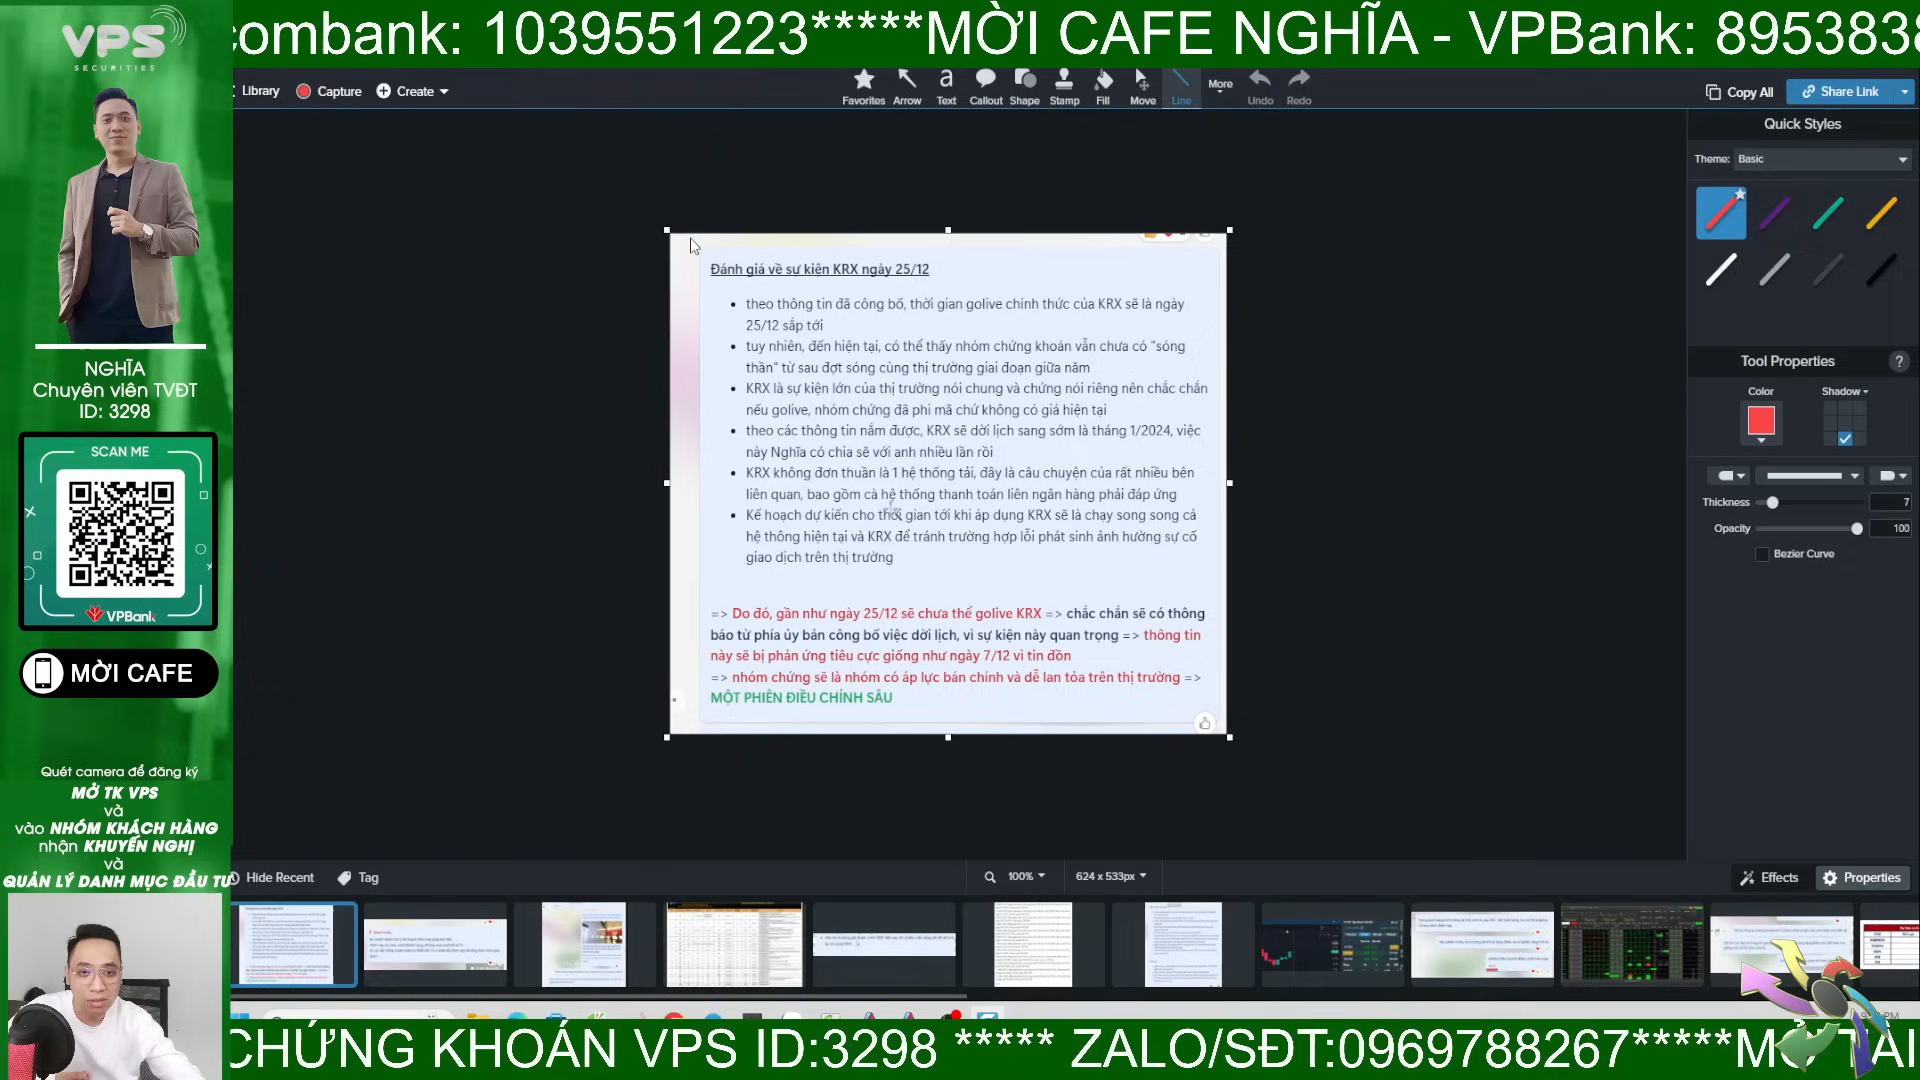 combank: 1039551223*****MỜI CAFE NGHĨA - VPBank: 895383
VPS
SECURITIES
NGHĨA
Chuyên viên TVĐT
ID: 3298
SCAN ME
VPBank
MỜI CAFE
Quét camera để đăng ký
MỞ TK VPS
và
vào NHÓM KHÁCH HÀNG
nhận KHUYẾN NGHỊ
và
QUẢN LÝ DANH MỤC ĐẦU TƯ
Library Capture Create
Favorites Arrow Text Callout Shape Stamp Fill Move Line More Undo Redo
Copy All Share Link
Quick Styles
Theme: Basic
Tool Properties ?
Color Shadow
Thickness 7
Opacity 100
Bezier Curve
Đánh giá về sự kiện KRX ngày 25/12
• theo thông tin đã công bố, thời gian golive chính thức của KRX sẽ là ngày
25/12 sắp tới
• tuy nhiên, đến hiện tại, có thể thấy nhóm chứng khoán vẫn chưa có "sóng
thần" từ sau đợt sóng cùng thị trường giai đoạn giữa năm
• KRX là sự kiện lớn của thị trường nói chung và chứng nói riêng nên chắc chắn
nếu golive, nhóm chứng đã phi mã chứ không có giá hiện tại
• theo các thông tin nắm được, KRX sẽ dời lịch sang sớm là tháng 1/2024, việc
này Nghĩa có chia sẽ với anh nhiều lần rồi
• KRX không đơn thuần là 1 hệ thống tải, đây là câu chuyện của rất nhiều bên
liên quan, bao gồm cả hệ thống thanh toán liên ngân hàng phải đáp ứng
• Kế hoạch dự kiến cho thời gian tới khi áp dụng KRX sẽ là chạy song song cả
hệ thông hiện tại và KRX để tránh trường hợp lỗi phát sinh ảnh hưởng sự cố
giao dịch trên thị trường
=> Do đó, gần như ngày 25/12 sẽ chưa thể golive KRX => chắc chắn sẽ có thông
báo từ phía ủy bản công bố việc dời lịch, vì sự kiện này quan trọng => thông tin
này sẽ bị phản ứng tiêu cực giống như ngày 7/12 vì tin đồn
=> nhóm chứng sẽ là nhóm có áp lực bán chính và dễ lan tỏa trên thị trường =>
MỘT PHIÊN ĐIỀU CHỈNH SÂU
Hide Recent Tag
100% 624 x 533px
Effects Properties
CHỨNG KHOÁN VPS ID:3298 ***** ZALO/SĐT:0969788267*****MỞ TÀI